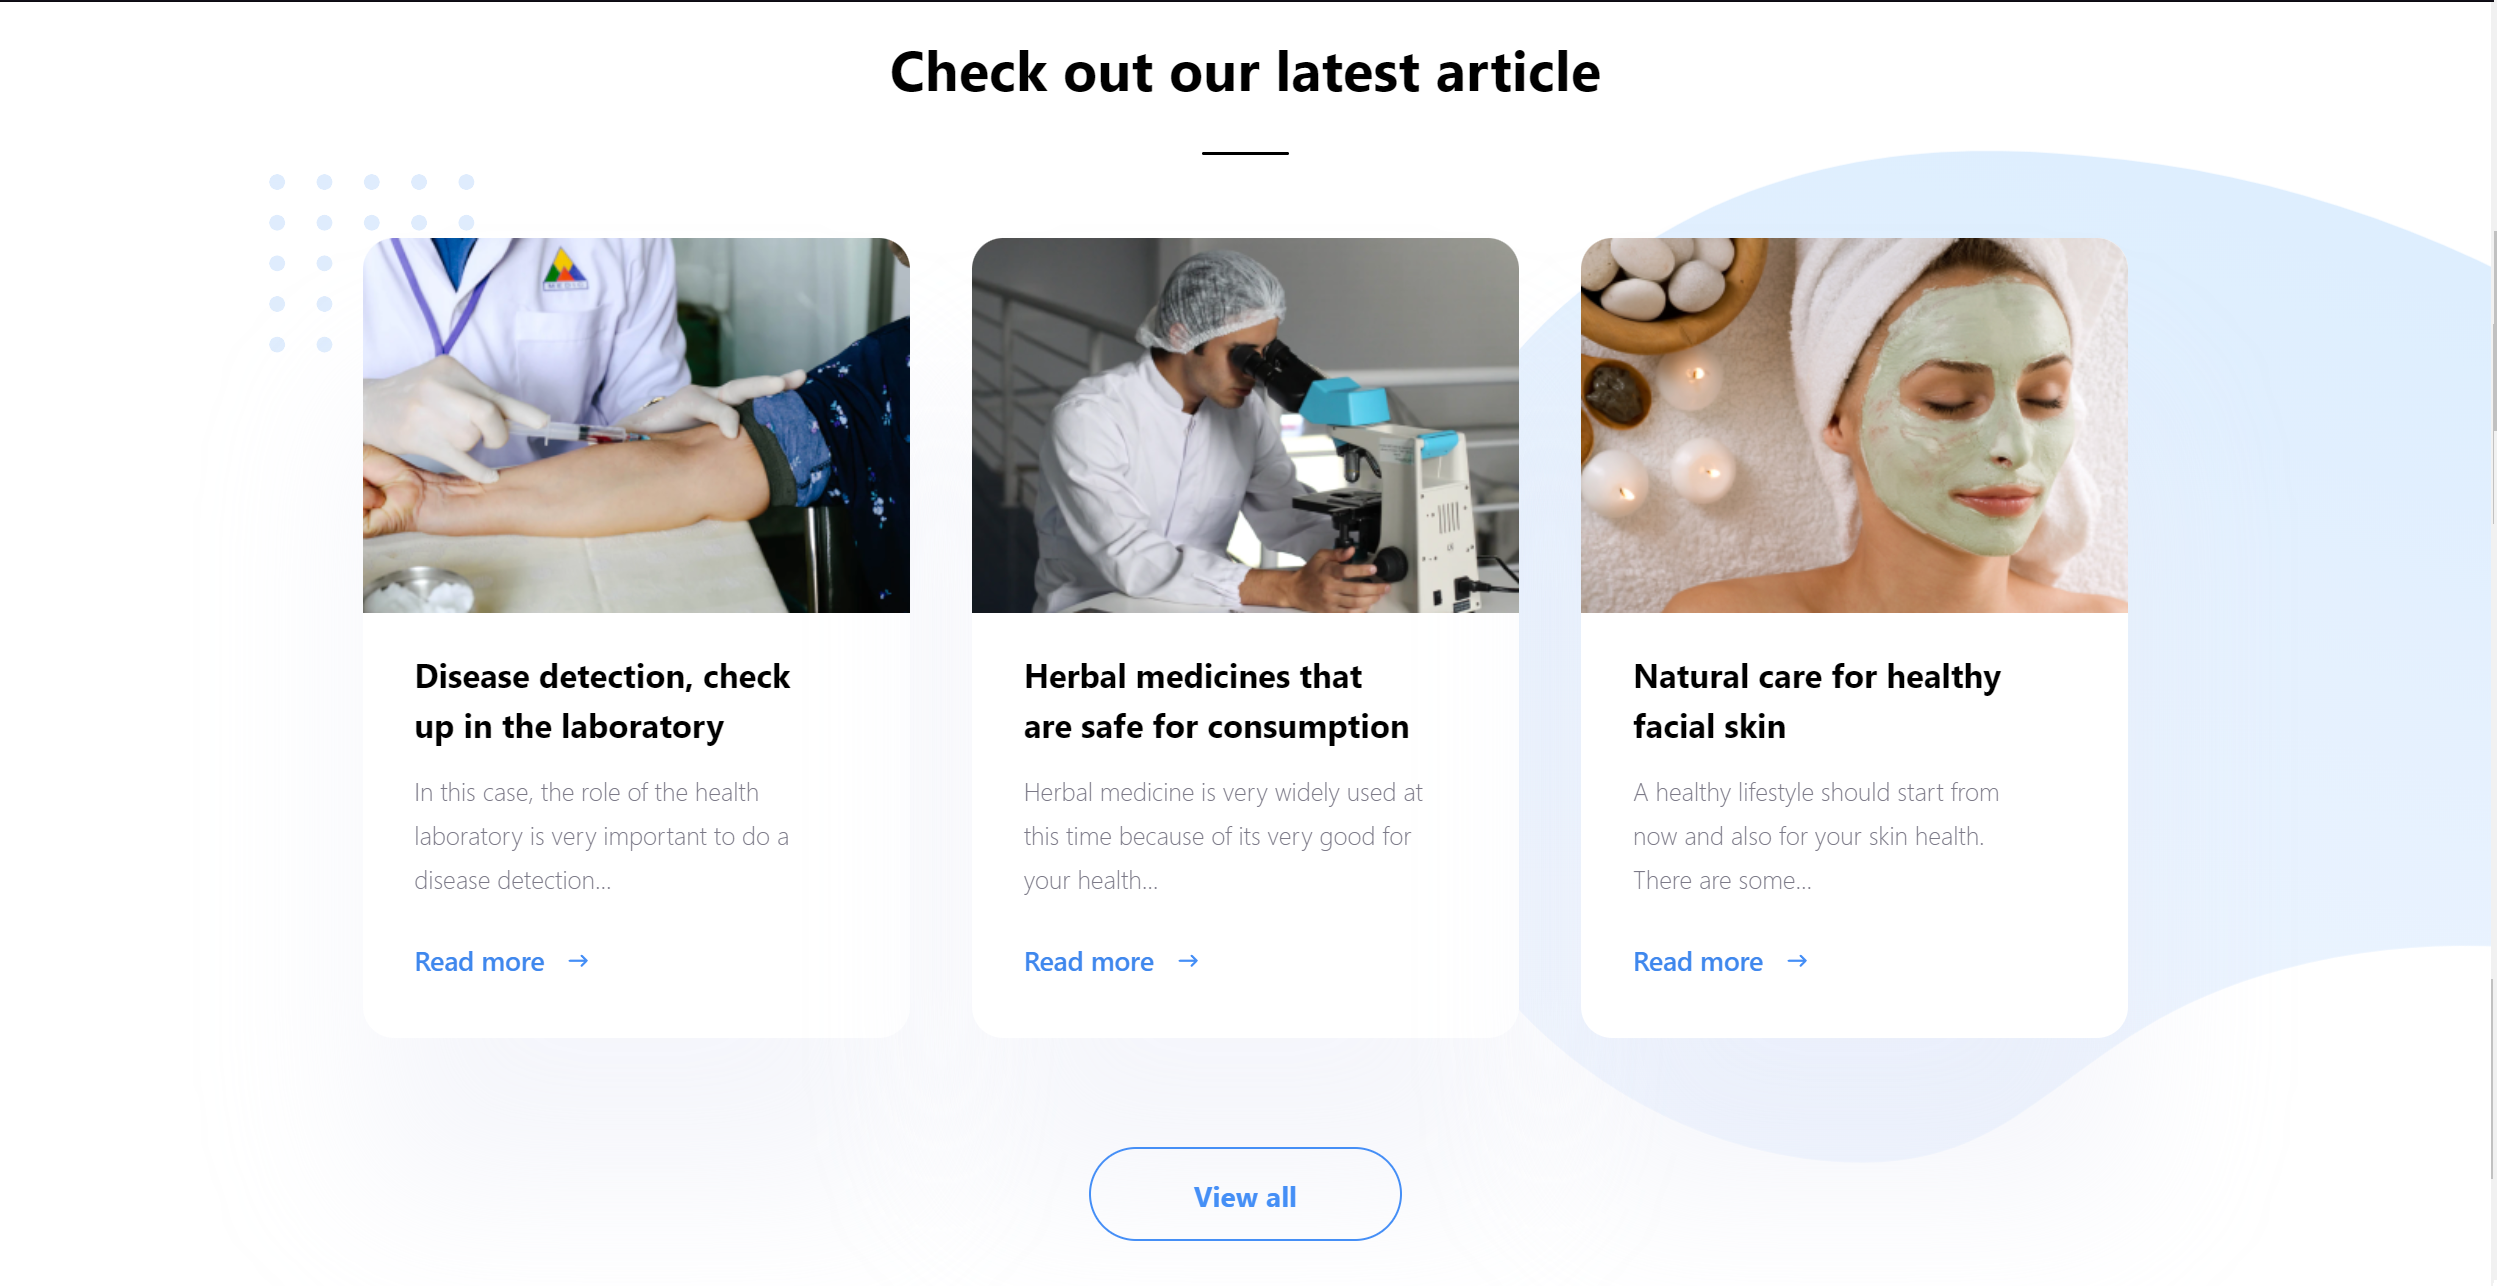 Check out our latest article
MEDIC
Disease detection, check
up in the laboratory
In this case, the role of the health
laboratory is very important to do a
disease detection...
Read more →
Herbal medicines that
are safe for consumption
Herbal medicine is very widely used at
this time because of its very good for
your health...
Read more →
Natural care for healthy
facial skin
A healthy lifestyle should start from
now and also for your skin health.
There are some...
Read more →
View all